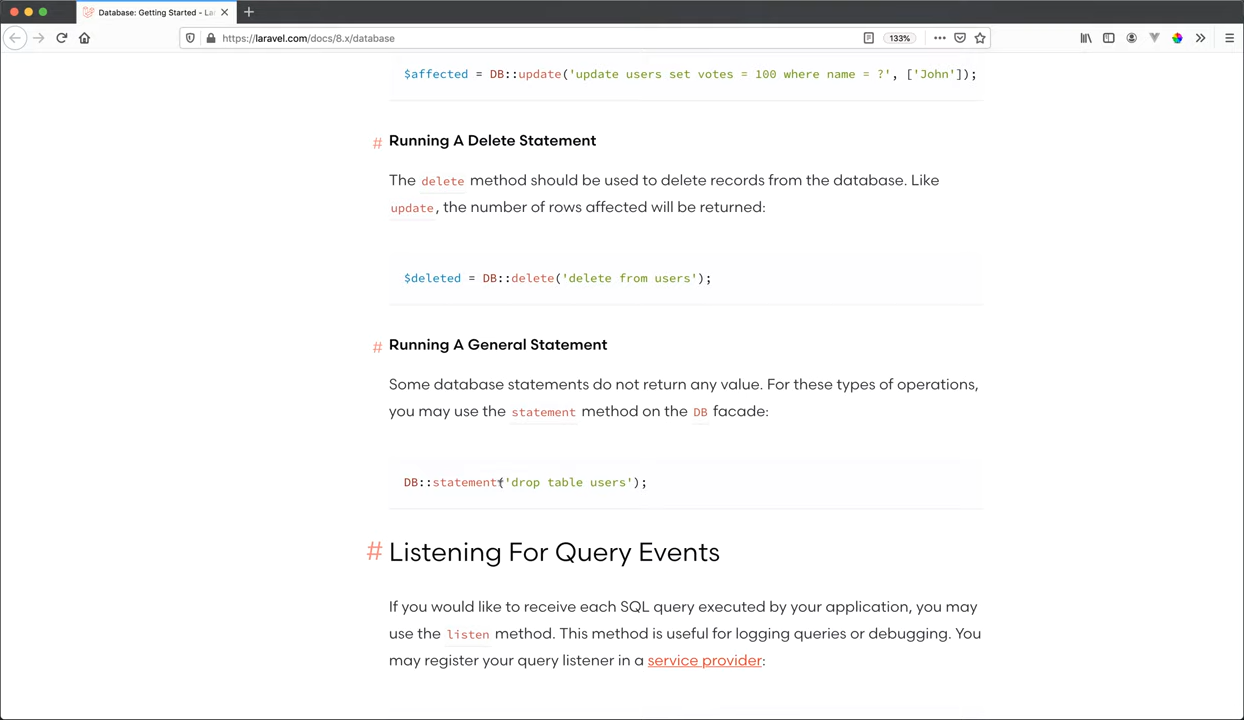 Database: Getting Started - La
https://laravel.com/docs/8.x/database
133%
$affected = DB::update('update users set votes = 100 where name = ?', ['John']);
# Running A Delete Statement
The delete method should be used to delete records from the database. Like
update, the number of rows affected will be returned:
$deleted = DB::delete('delete from users');
# Running A General Statement
Some database statements do not return any value. For these types of operations,
you may use the statement method on the DB facade:
DB::statement('drop table users');
# Listening For Query Events
If you would like to receive each SQL query executed by your application, you may
use the listen method. This method is useful for logging queries or debugging. You
may register your query listener in a service provider: